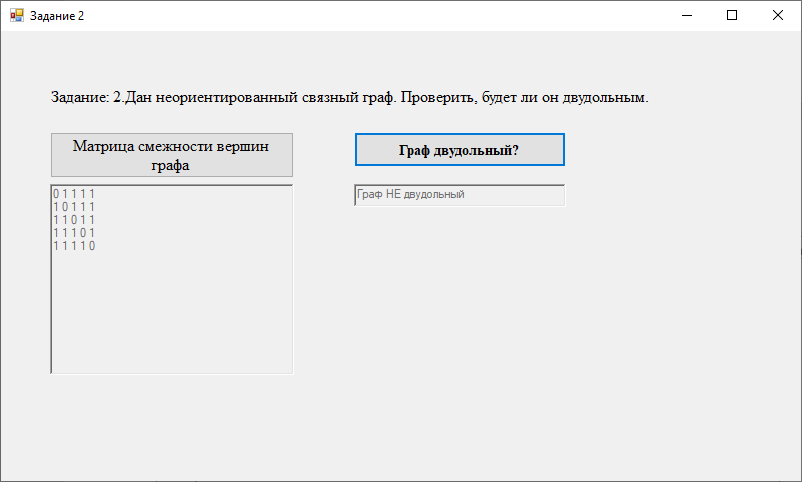 Задание 2
Задание: 2.Дан неориентированный связный граф. Проверить, будет ли он двудольным.
Матрица смежности вершин
графа
Граф двудольный?
0 1 1 1 1
1 0 1 1 1
1 1 0 1 1
1 1 1 0 1
1 1 1 1 0
Граф НЕ двудольный